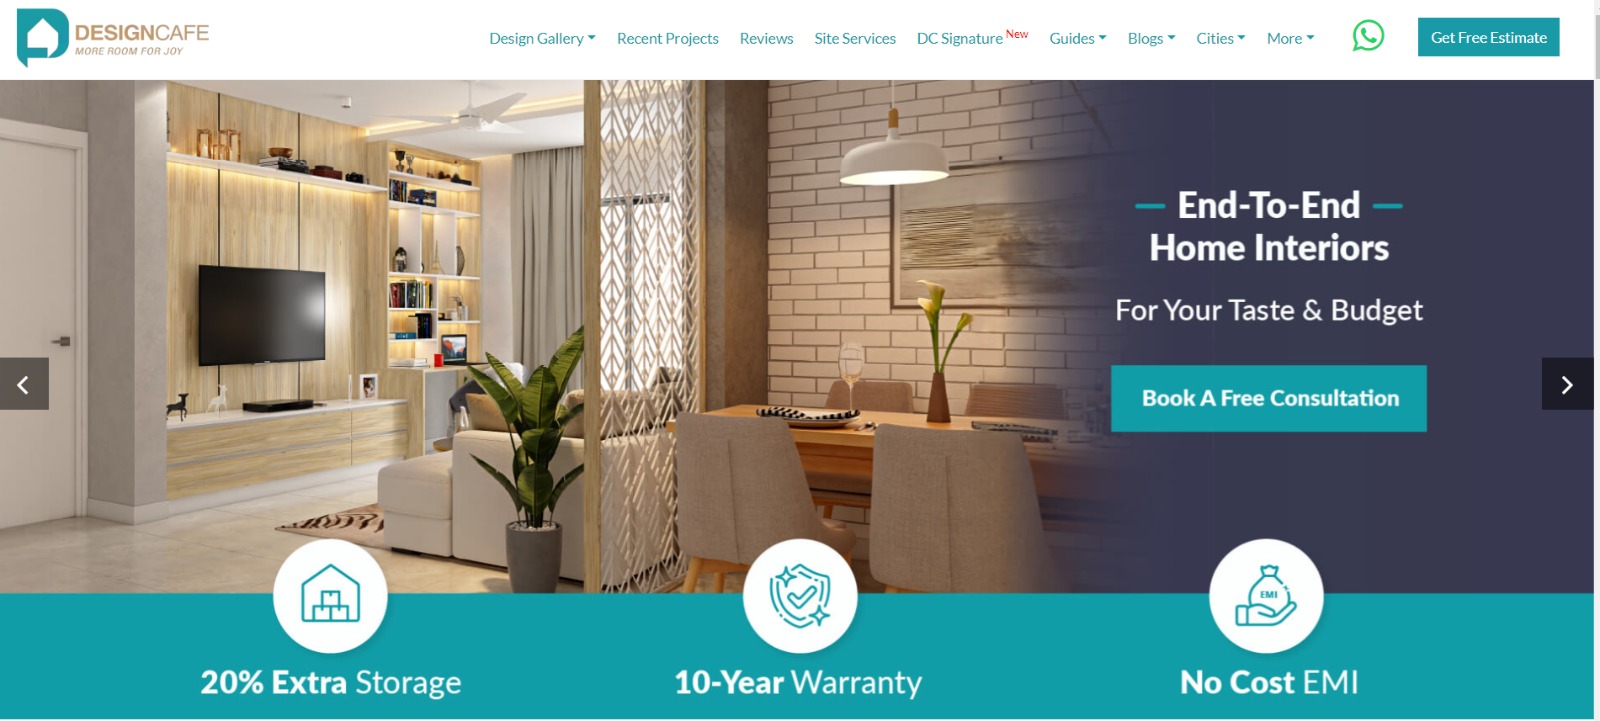 DESIGNCAFE
MORE ROOM FOR JOY
Design Gallery Recent Projects Reviews Site Services DC Signature New Guides Blogs Cities More Get Free Estimate
End-To-End
Home Interiors
For Your Taste & Budget
Book A Free Consultation
EMI
20% Extra Storage 10-Year Warranty No Cost EMI